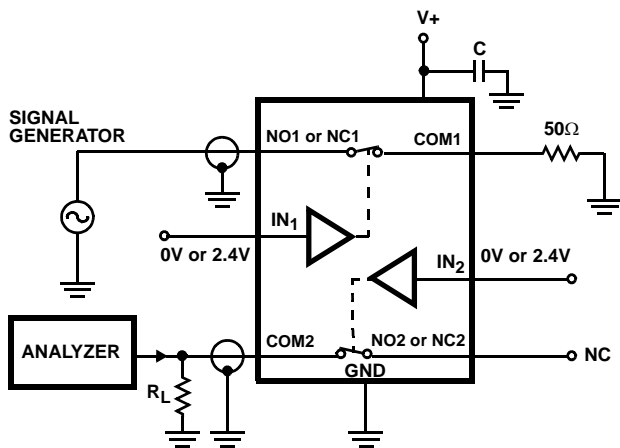 V+
C
SIGNAL
GENERATOR
NO1 or NC1
COM1
50Ω
IN1
0V or 2.4V
IN2
0V or 2.4V
ANALYZER
COM2
NO2 or NC2
NC
GND
RL